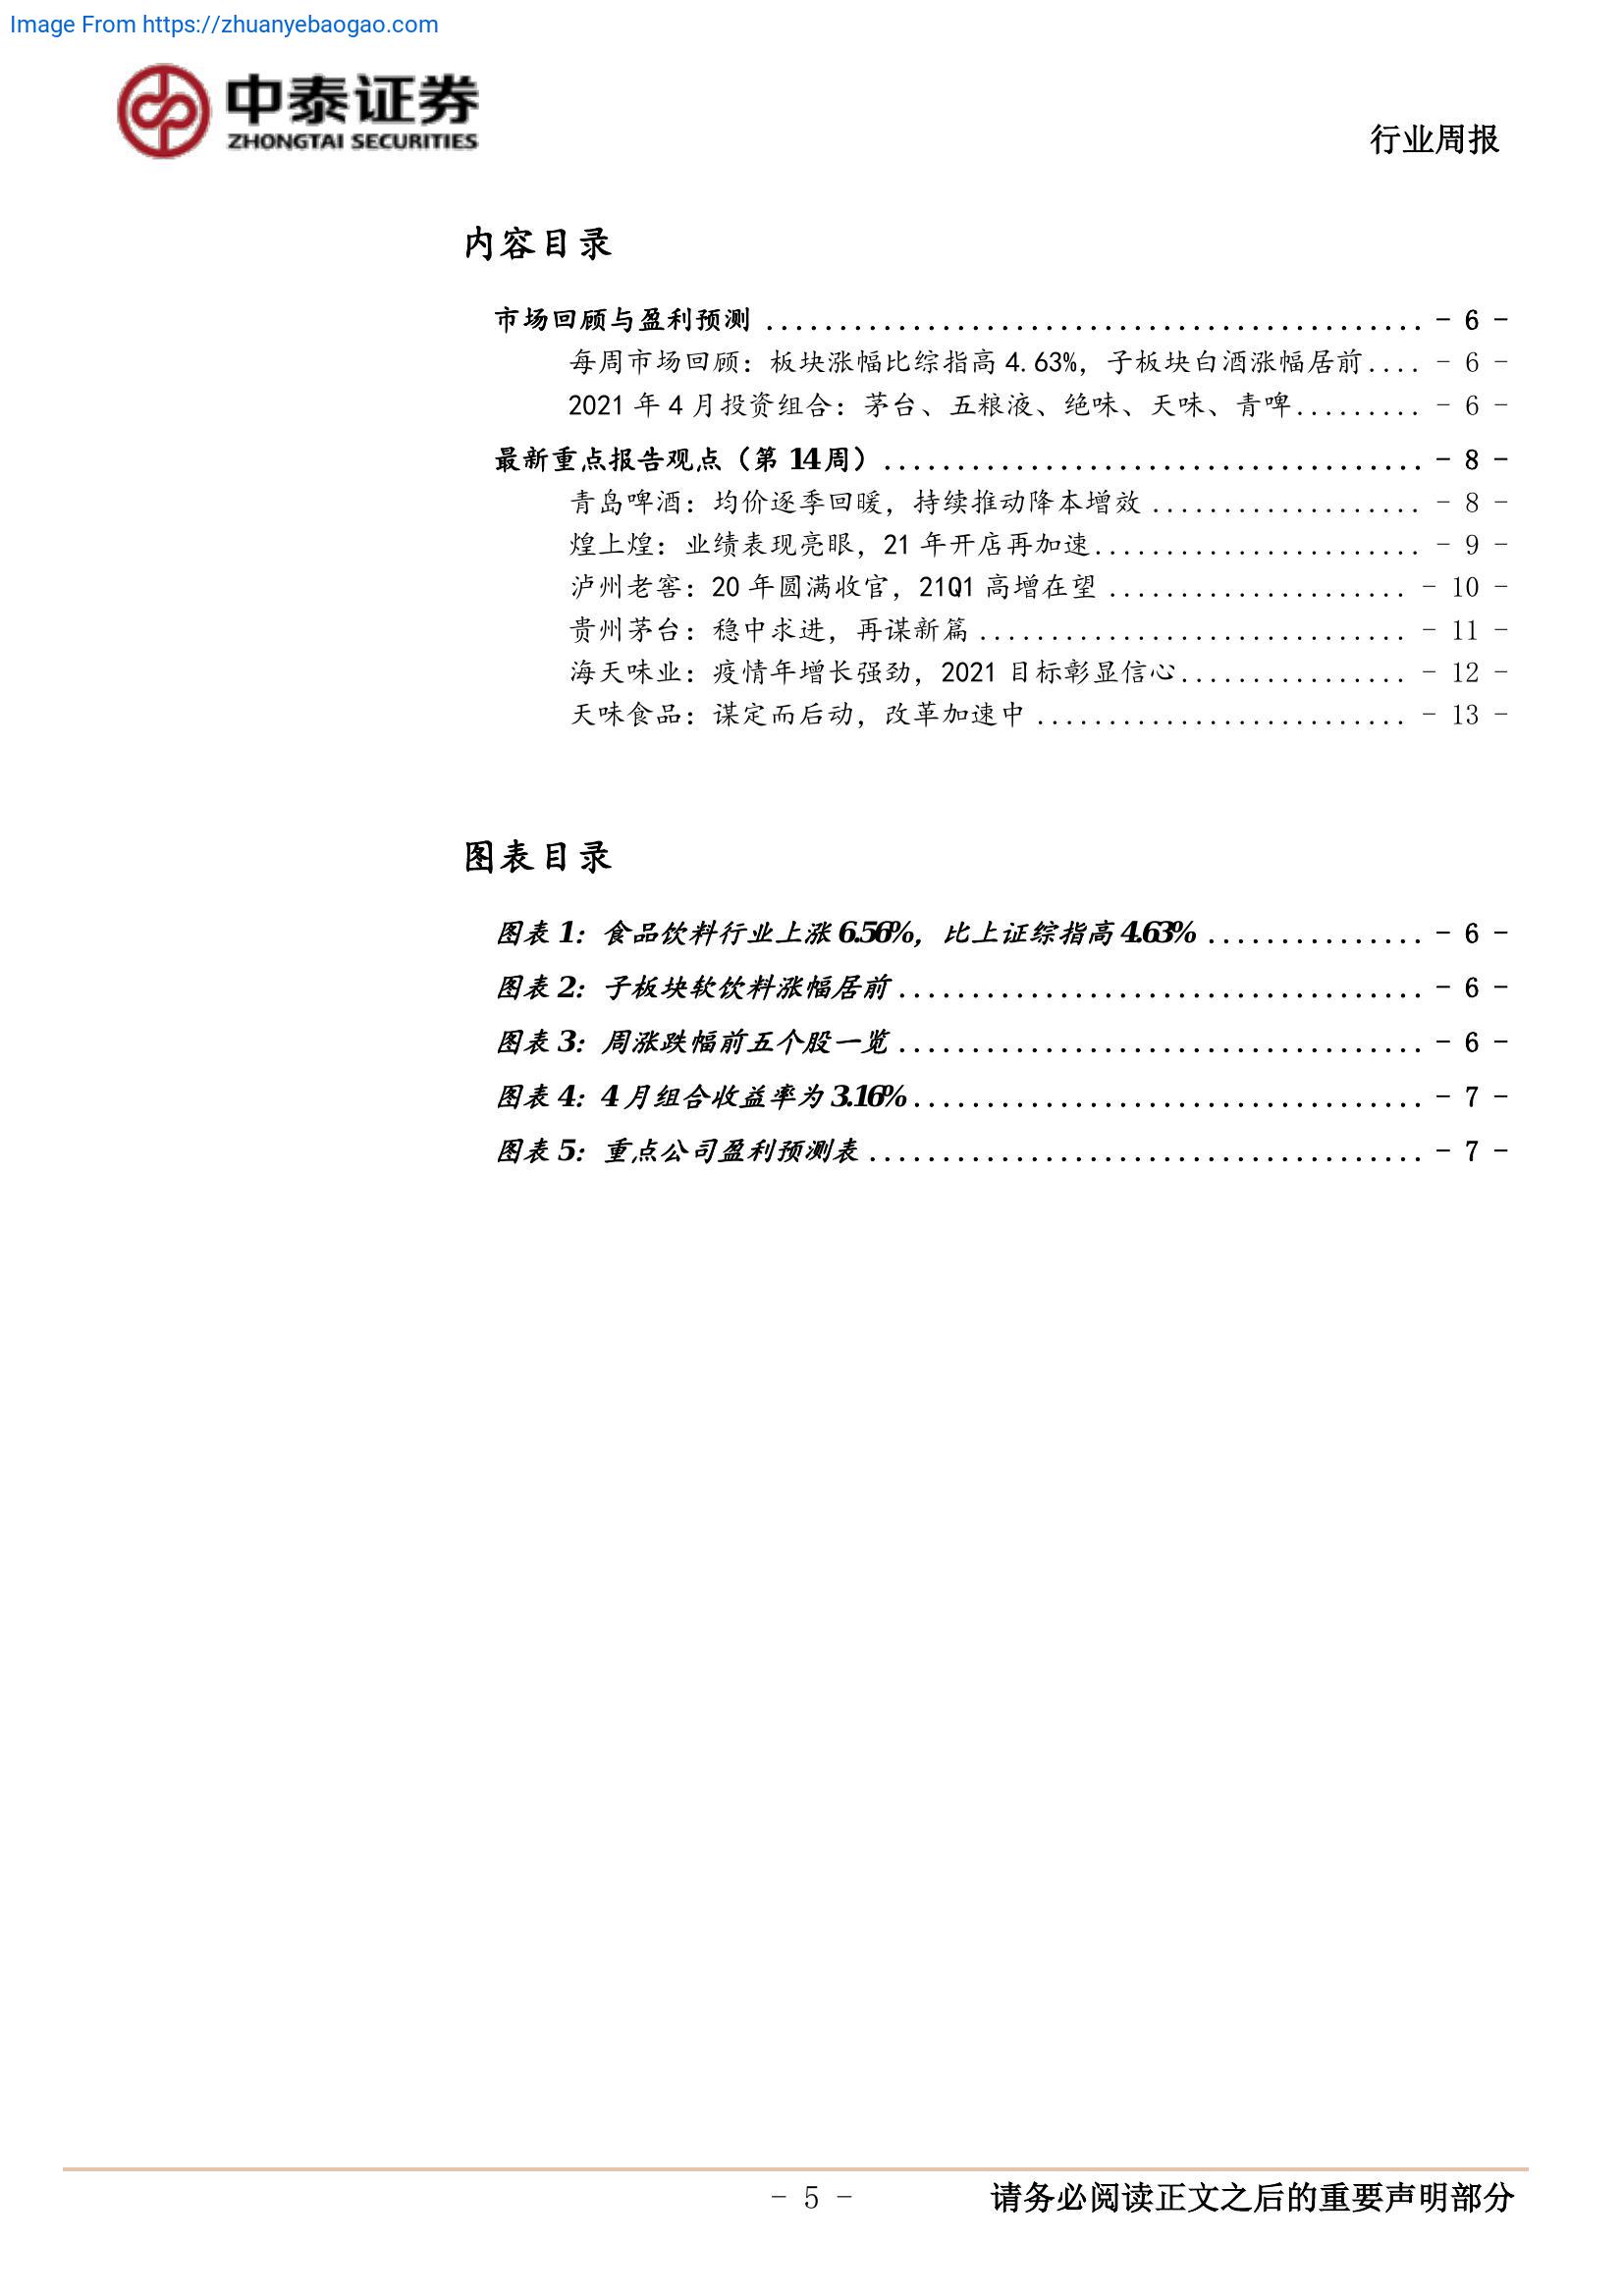 Image From https://zhuanyebaogao.com
中泰证券
ZHONGTAI SECURITIES
行业周报
内容目录
市场回顾与盈利预测 ............................................. - 6 -
每周市场回顾：板块涨幅比综指高 4.63%，子板块白酒涨幅居前.... - 6 -
2021 年 4 月投资组合：茅台、五粮液、绝味、天味、青啤......... - 6 -
最新重点报告观点（第 14 周）..................................... - 8 -
青岛啤酒：均价逐季回暖，持续推动降本增效 ................... - 8 -
煌上煌：业绩表现亮眼，21 年开店再加速....................... - 9 -
泸州老窖：20 年圆满收官，21Q1 高增在望 ..................... - 10 -
贵州茅台：稳中求进，再谋新篇 .............................. - 11 -
海天味业：疫情年增长强劲，2021 目标彰显信心................ - 12 -
天味食品：谋定而后动，改革加速中 .......................... - 13 -
图表目录
图表 1：食品饮料行业上涨 6.56%，比上证综指高 4.63% ............... - 6 -
图表 2：子板块软饮料涨幅居前 .................................... - 6 -
图表 3：周涨跌幅前五个股一览 .................................... - 6 -
图表 4：4 月组合收益率为 3.16%................................... - 7 -
图表 5：重点公司盈利预测表 ...................................... - 7 -
- 5 -
请务必阅读正文之后的重要声明部分